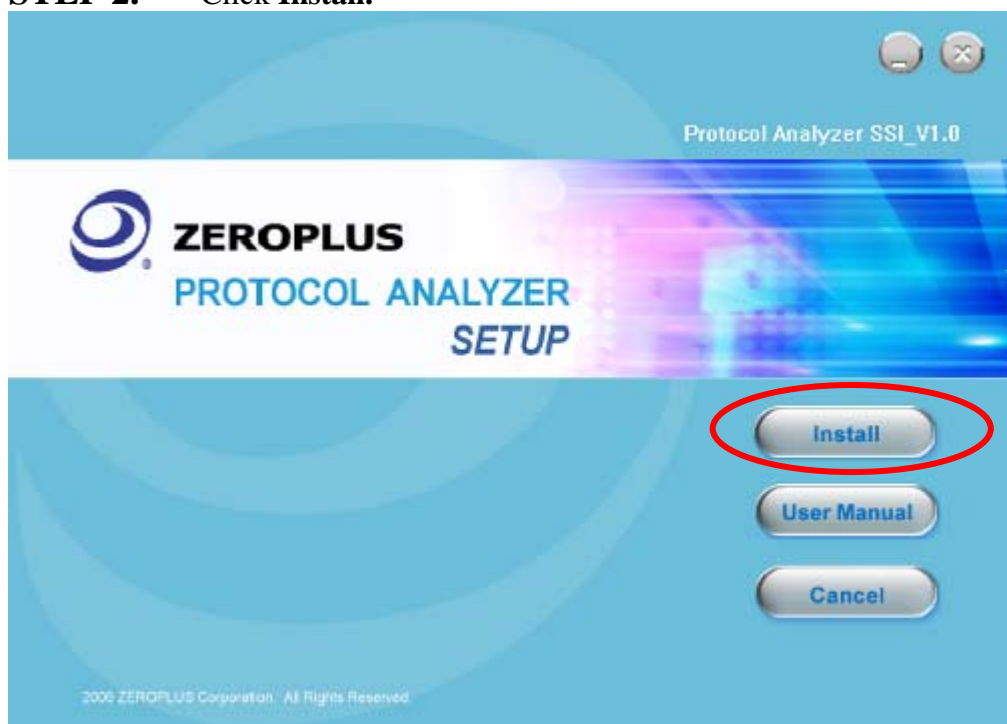 STEP 2. Click Install.
Protocol Analyzer SSI_V1.0
ZEROPLUS
PROTOCOL ANALYZER
SETUP
Install
User Manual
Cancel
ZEROPLUS Corporation. All Rights Reserved.